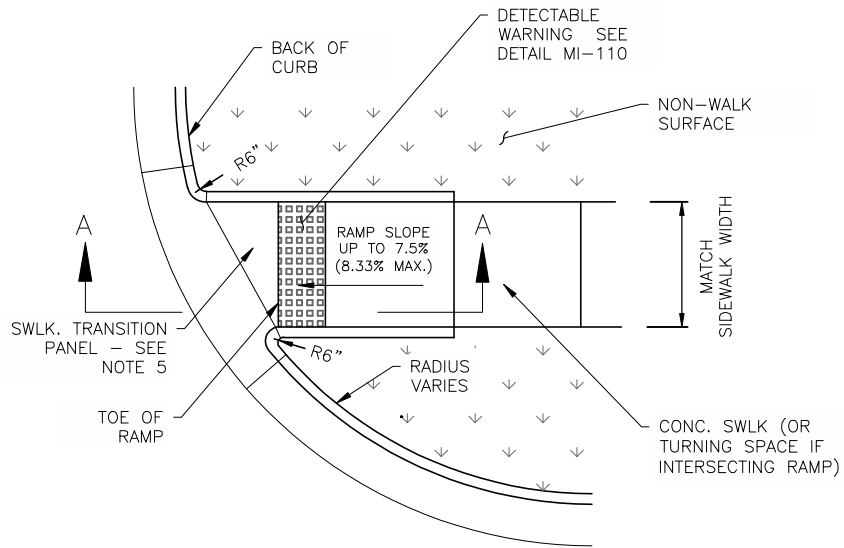 DETECTABLE
WARNING SEE
DETAIL MI-110
BACK OF
CURB
NON-WALK
SURFACE
R6"
A
RAMP SLOPE
UP TO 7.5%
(8.33% MAX.)
A
MATCH
SIDEWALK WIDTH
SWLK. TRANSITION
PANEL – SEE
NOTE 5
R6"
RADIUS
VARIES
TOE OF
RAMP
CONC. SWLK (OR
TURNING SPACE IF
INTERSECTING RAMP)